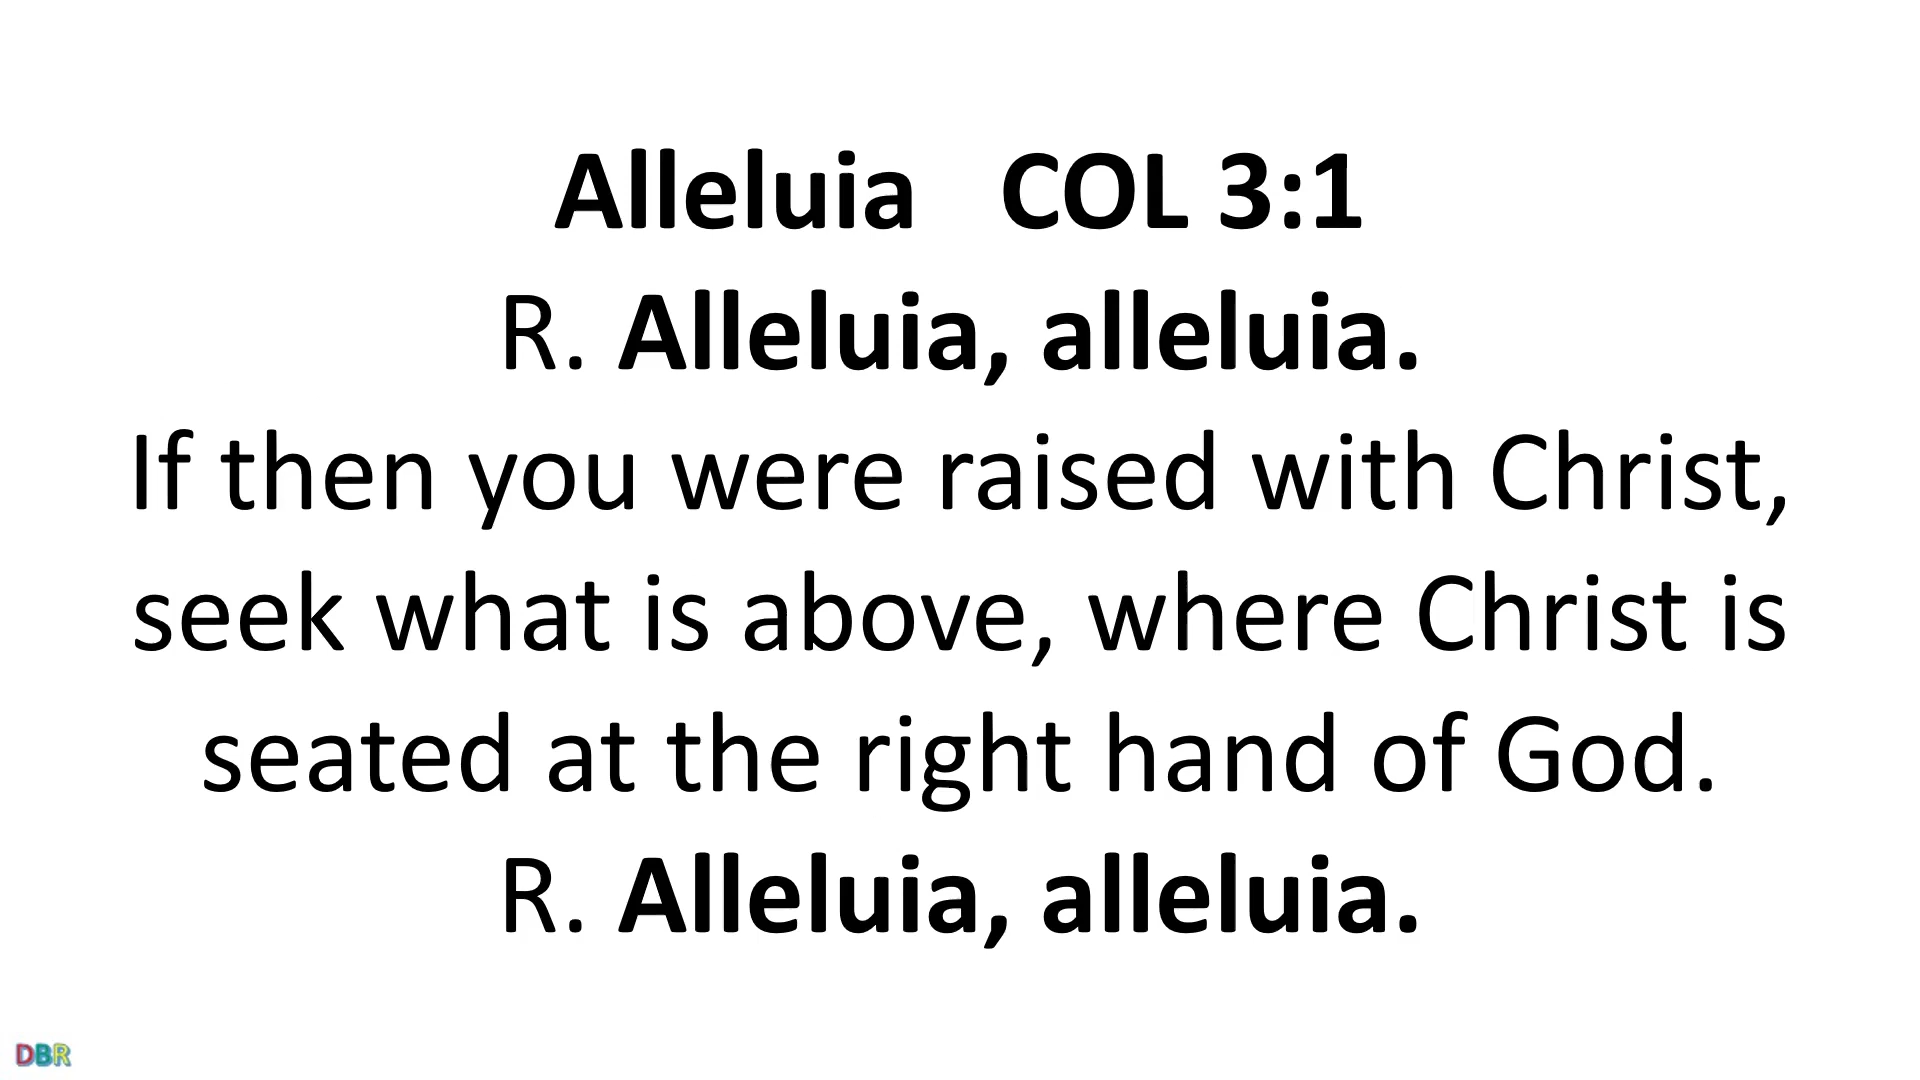 Alleluia   COL 3:1
R. Alleluia, alleluia.
If then you were raised with Christ,
seek what is above, where Christ is
seated at the right hand of God.
R. Alleluia, alleluia.
DBR